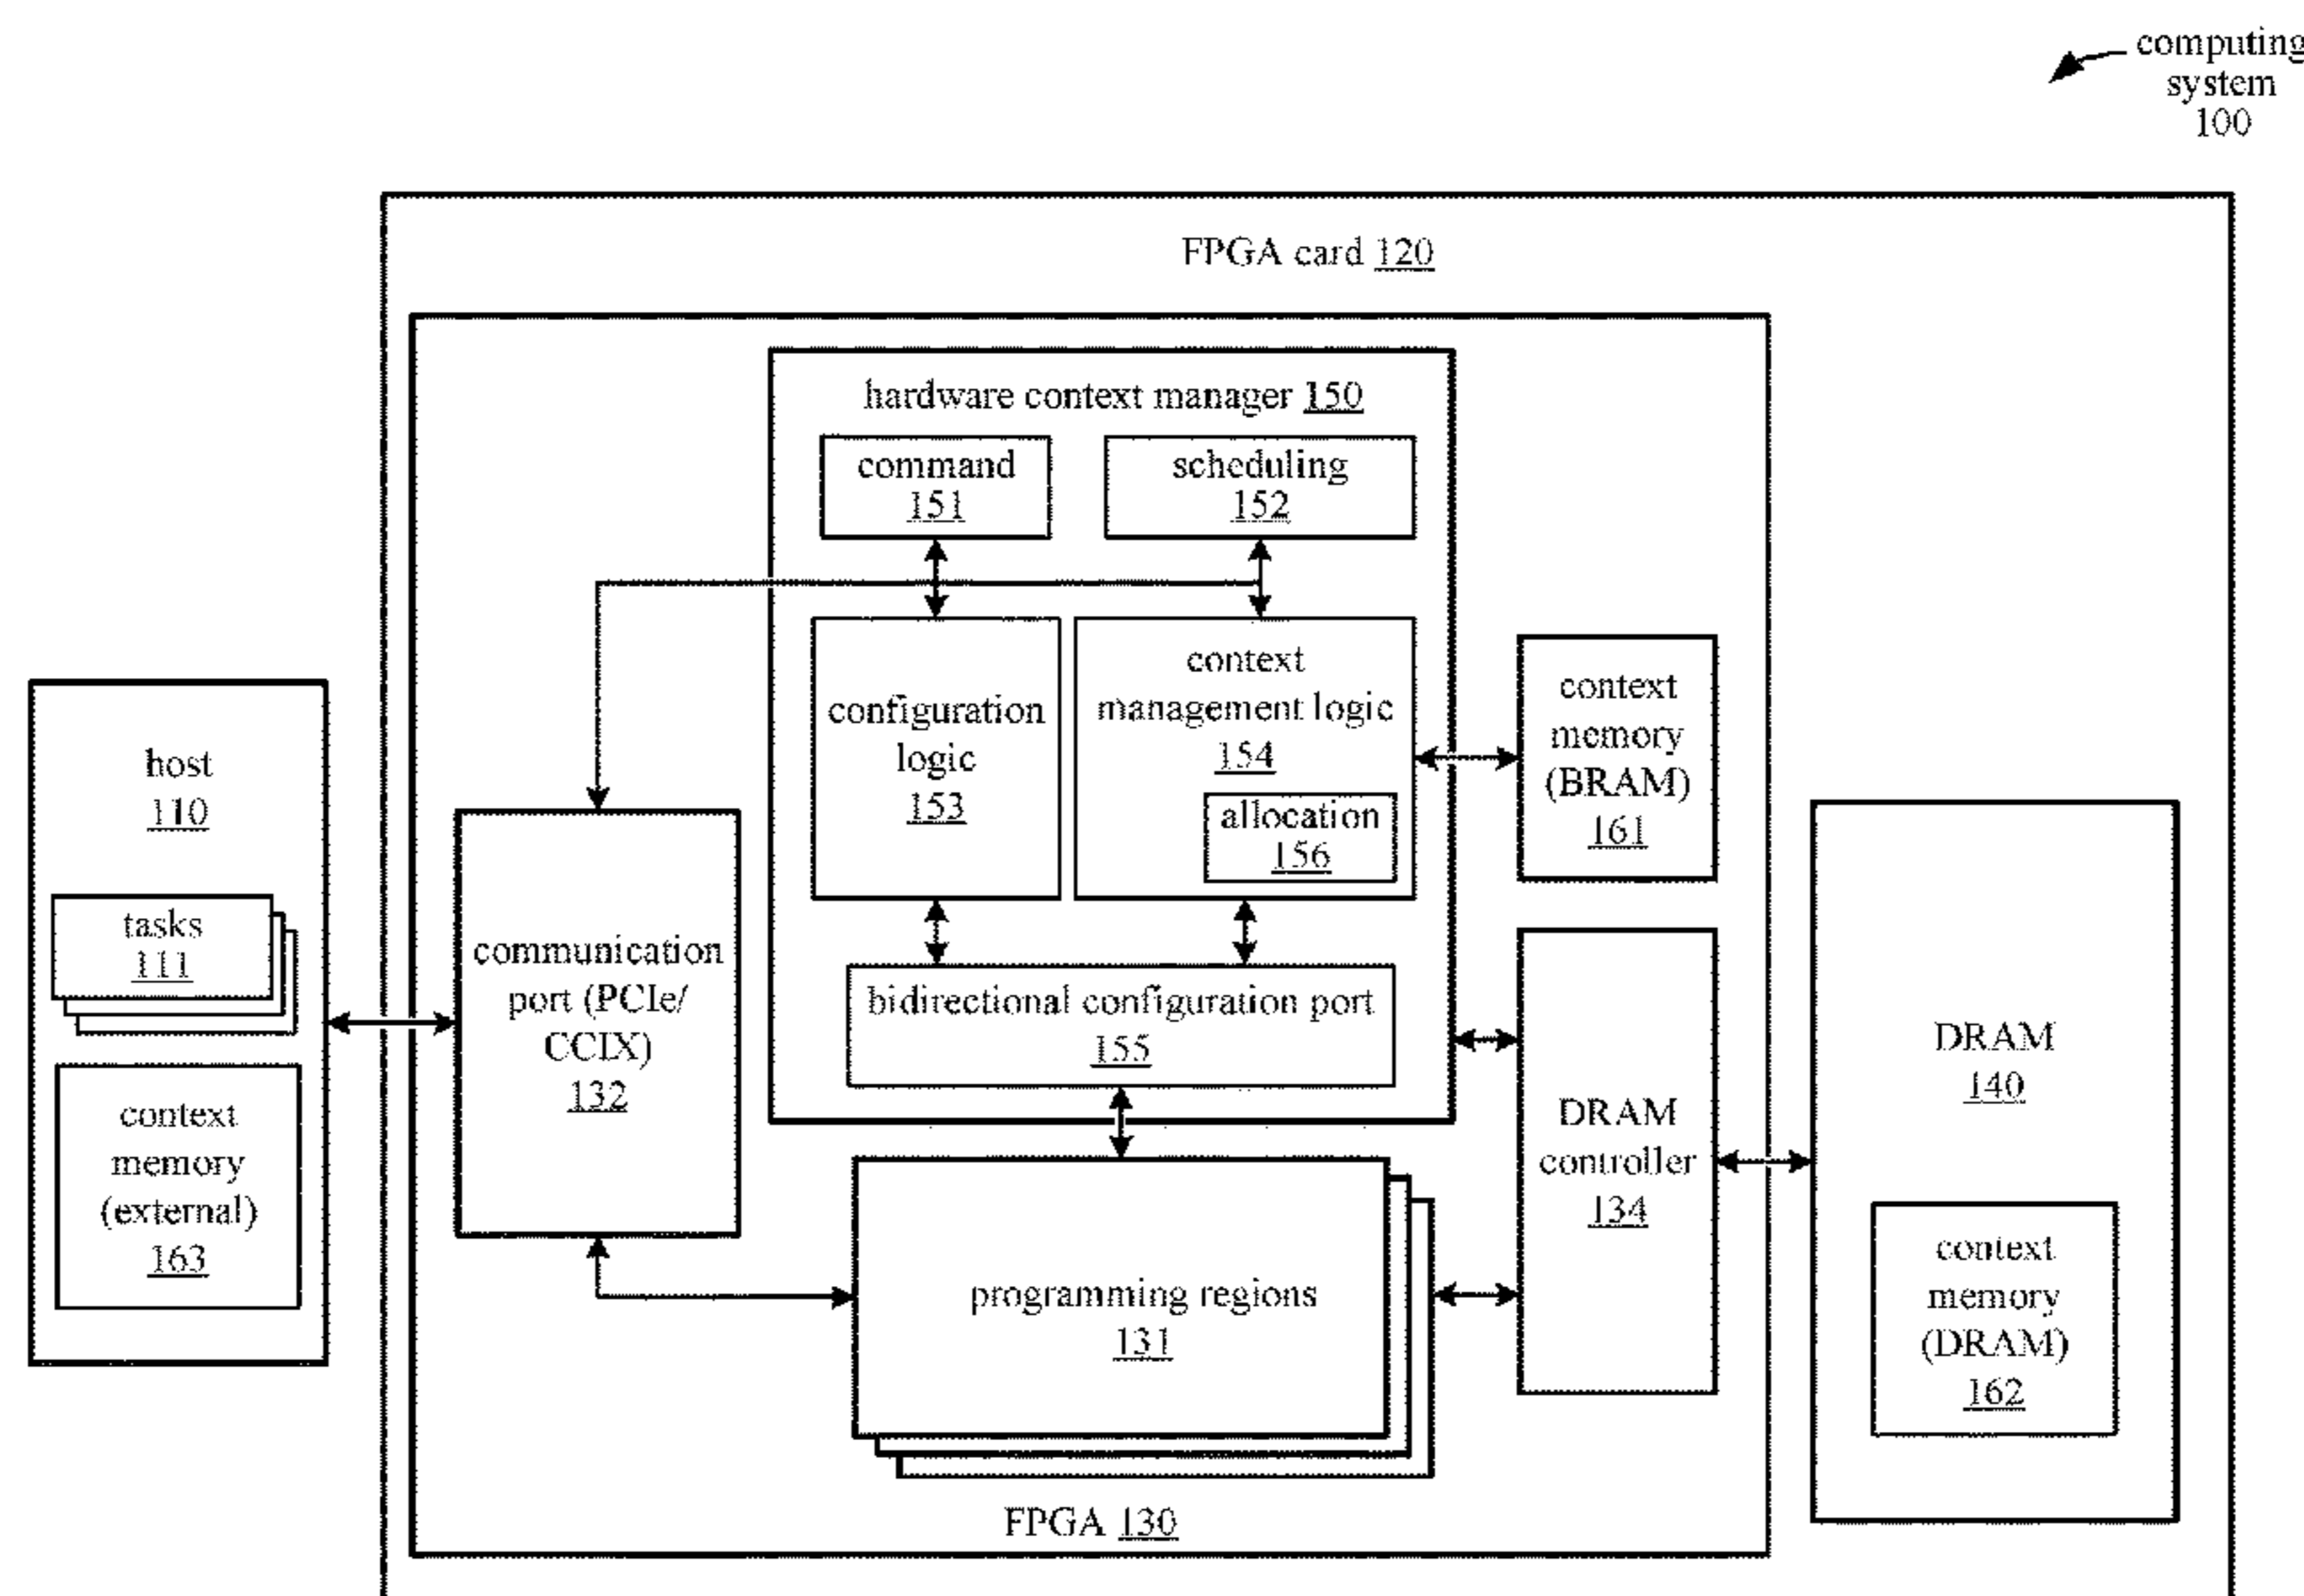 computing
system
100
FPGA card 120
hardware context manager 150
command
151
scheduling
152
configuration
logic
153
context
management logic
154
allocation
156
context
memory
(BRAM)
161
host
110
tasks
111
context
memory
(external)
163
communication
port (PCIe/
CCIX)
132
bidirectional configuration port
155
DRAM
controller
134
DRAM
140
context
memory
(DRAM)
162
programming regions
131
FPGA 130